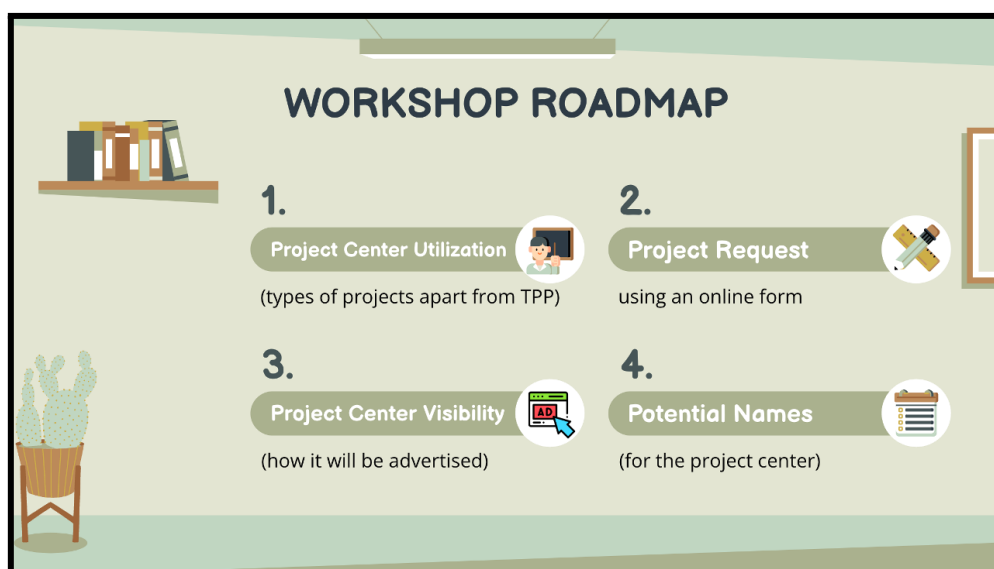 WORKSHOP ROADMAP
1.
Project Center Utilization
(types of projects apart from TPP)
2.
Project Request
using an online form
3.
Project Center Visibility
AD
(how it will be advertised)
4.
Potential Names
(for the project center)